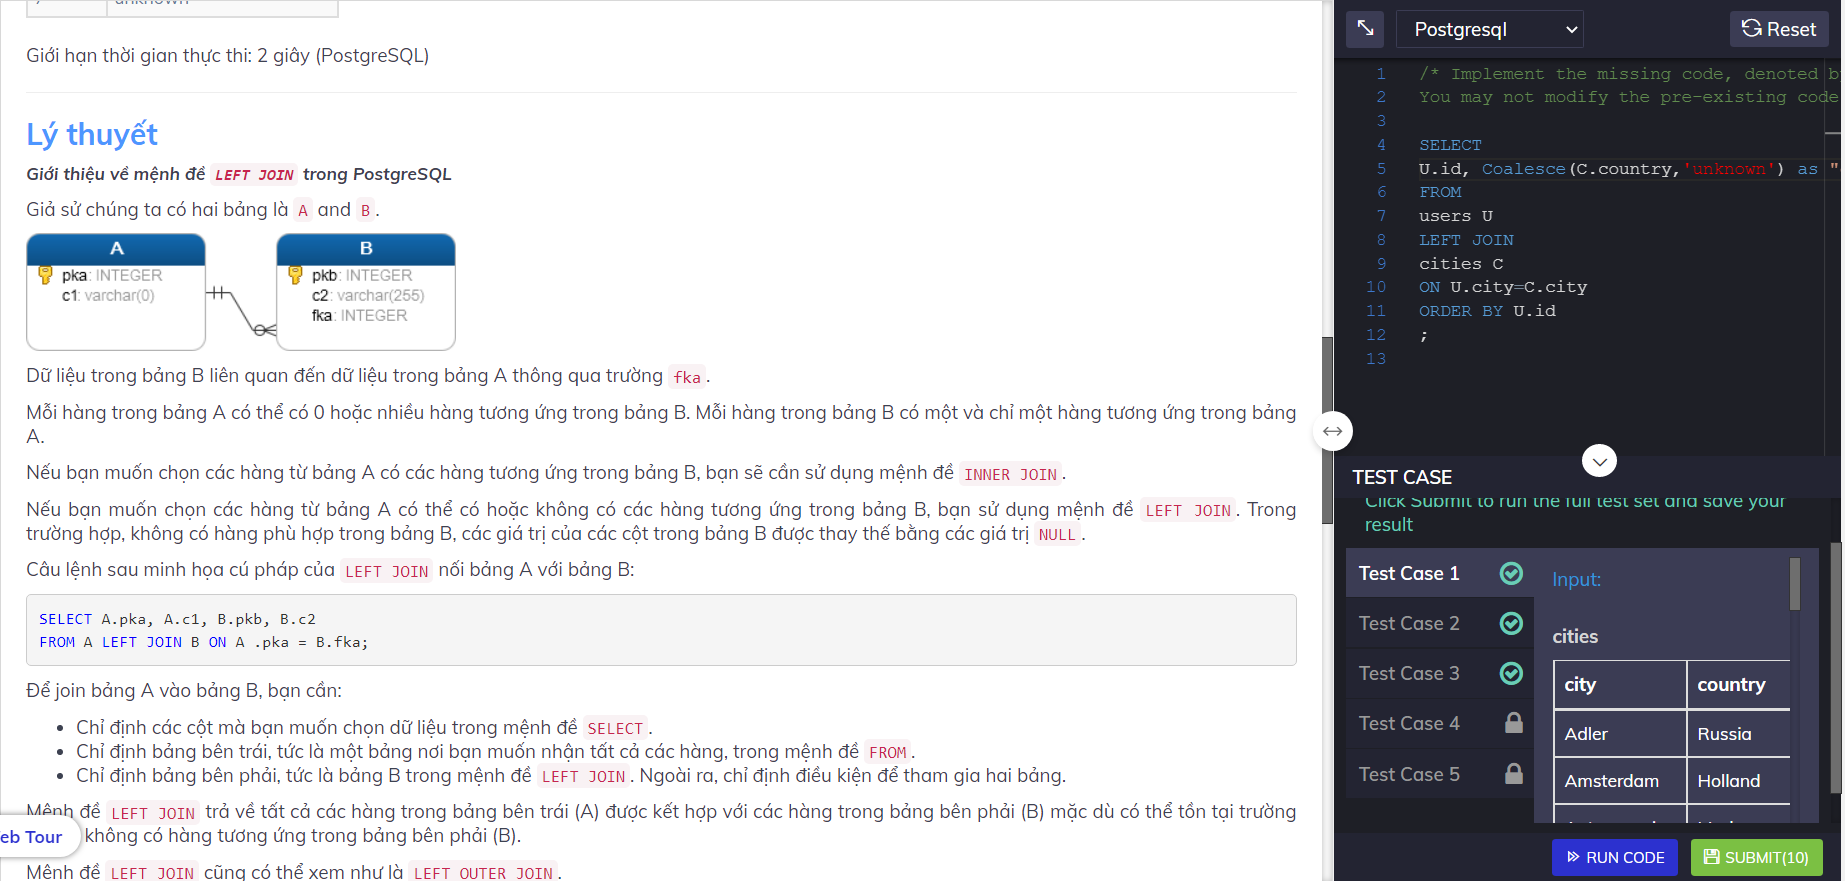 unknown
Giới hạn thời gian thực thi: 2 giây (PostgreSQL)
Lý thuyết
Giới thiệu về mệnh đề LEFT JOIN trong PostgreSQL
Giả sử chúng ta có hai bảng là A and B.
A
pka: INTEGER
c1: varchar(0)
B
pkb: INTEGER
c2: varchar(255)
fka: INTEGER
Dữ liệu trong bảng B liên quan đến dữ liệu trong bảng A thông qua trường fka.
Mỗi hàng trong bảng A có thể có 0 hoặc nhiều hàng tương ứng trong bảng B. Mỗi hàng trong bảng B có một và chỉ một hàng tương ứng trong bảng
A.
Nếu bạn muốn chọn các hàng từ bảng A có các hàng tương ứng trong bảng B, bạn sẽ cần sử dụng mệnh đề INNER JOIN.
Nếu bạn muốn chọn các hàng từ bảng A có thể có hoặc không có các hàng tương ứng trong bảng B, bạn sử dụng mệnh đề LEFT JOIN. Trong
trường hợp, không có hàng phù hợp trong bảng B, các giá trị của các cột trong bảng B được thay thế bằng các giá trị NULL.
Câu lệnh sau minh họa cú pháp của LEFT JOIN nối bảng A với bảng B:
SELECT A.pka, A.c1, B.pkb, B.c2
FROM A LEFT JOIN B ON A .pka = B.fka;
Để join bảng A vào bảng B, bạn cần:
• Chỉ định các cột mà bạn muốn chọn dữ liệu trong mệnh đề SELECT.
• Chỉ định bảng bên trái, tức là một bảng nơi bạn muốn nhận tất cả các hàng, trong mệnh đề FROM.
• Chỉ định bảng bên phải, tức là bảng B trong mệnh đề LEFT JOIN. Ngoài ra, chỉ định điều kiện để tham gia hai bảng.
Mệnh đề LEFT JOIN trả về tất cả các hàng trong bảng bên trái (A) được kết hợp với các hàng trong bảng bên phải (B) mặc dù có thể tồn tại trường
không có hàng tương ứng trong bảng bên phải (B).
eb Tour
Mệnh đề LEFT JOIN cũng có thể xem như là LEFT OUTER JOIN.
Postgresql
Reset
1 /* Implement the missing code, denoted b
2 You may not modify the pre-existing code
3
4 SELECT
5 U.id, Coalesce(C.country,'unknown') as "
6 FROM
7 users U
8 LEFT JOIN
9 cities C
10 ON U.city=C.city
11 ORDER BY U.id
12 ;
13
TEST CASE
Click Submit to run the full test set and save your
result
Test Case 1
Test Case 2
Test Case 3
Test Case 4
Test Case 5
Input:
cities
city country
Adler Russia
Amsterdam Holland
RUN CODE
SUBMIT(10)